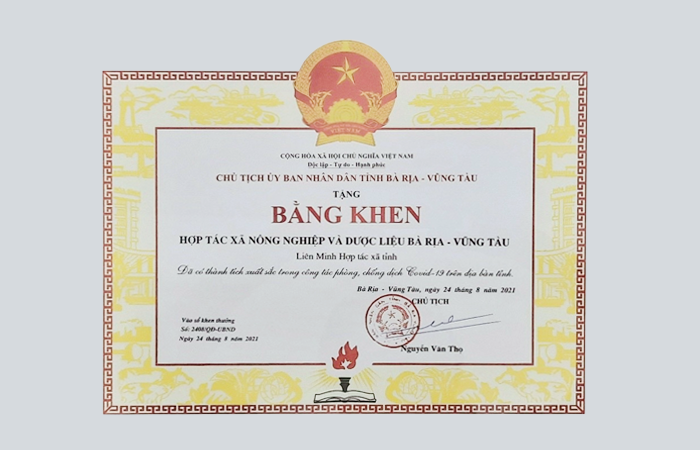 VIỆT NAM
CỘNG HÒA XÃ HỘI CHỦ NGHĨA VIỆT NAM
Độc lập - Tự do - Hạnh phúc
CHỦ TỊCH ỦY BAN NHÂN DÂN TỈNH BÀ RỊA - VŨNG TÀU
TẶNG
BẰNG KHEN
HỢP TÁC XÃ NÔNG NGHIỆP VÀ DƯỢC LIỆU BÀ RỊA - VŨNG TÀU
Liên Minh Hợp tác xã tỉnh
Đã có thành tích xuất sắc trong công tác phòng, chống dịch Covid-19 trên địa bàn tỉnh.
Bà Rịa - Vũng Tàu, ngày 24 tháng 8 năm 2021
CHỦ TỊCH
Vào sổ khen thưởng
Số: 2408/QĐ-UBND
Ngày 24 tháng 8 năm 2021
Nguyễn Văn Thọ